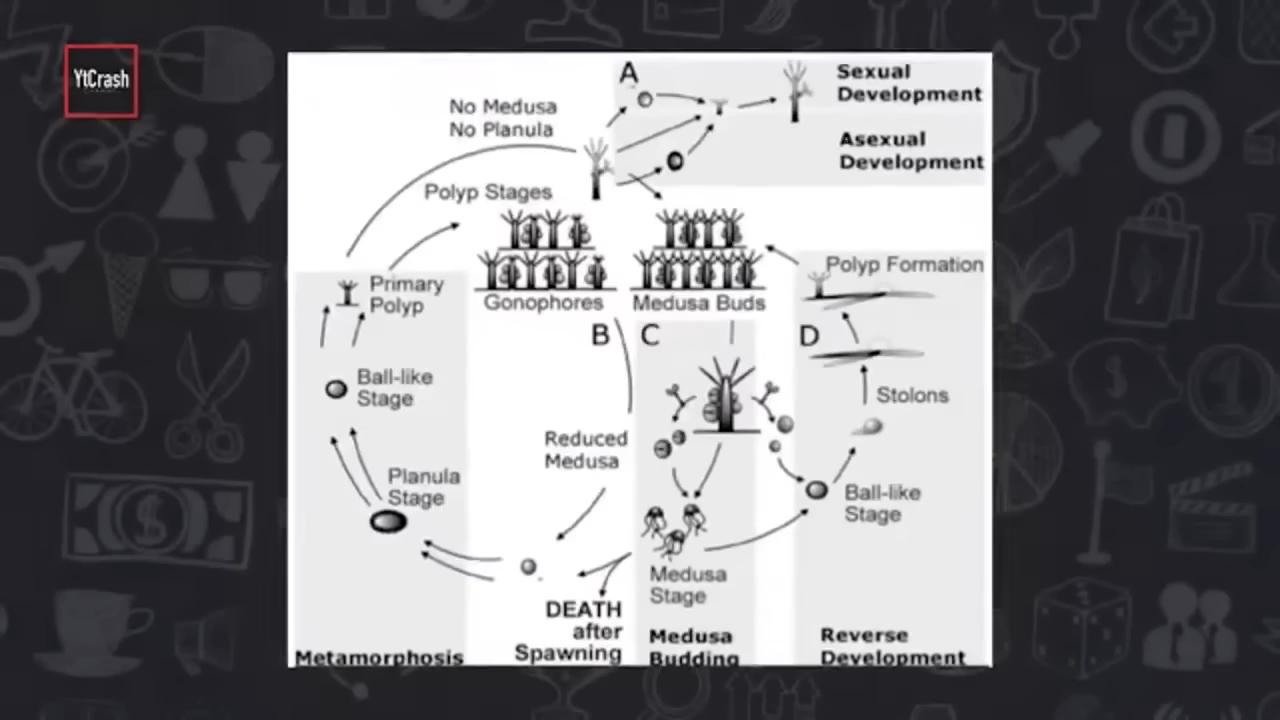 YtCrash
A
Sexual
Development
No Medusa
No Planula
Asexual
Development
Polyp Stages
Polyp Formation
Primary
Polyp
Gonophores
Medusa Buds
B
C
D
Ball-like
Stage
Stolons
Reduced
Medusa
Planula
Stage
Ball-like
Stage
Medusa
Stage
DEATH
after
Spawning
Medusa
Budding
Reverse
Development
Metamorphosis